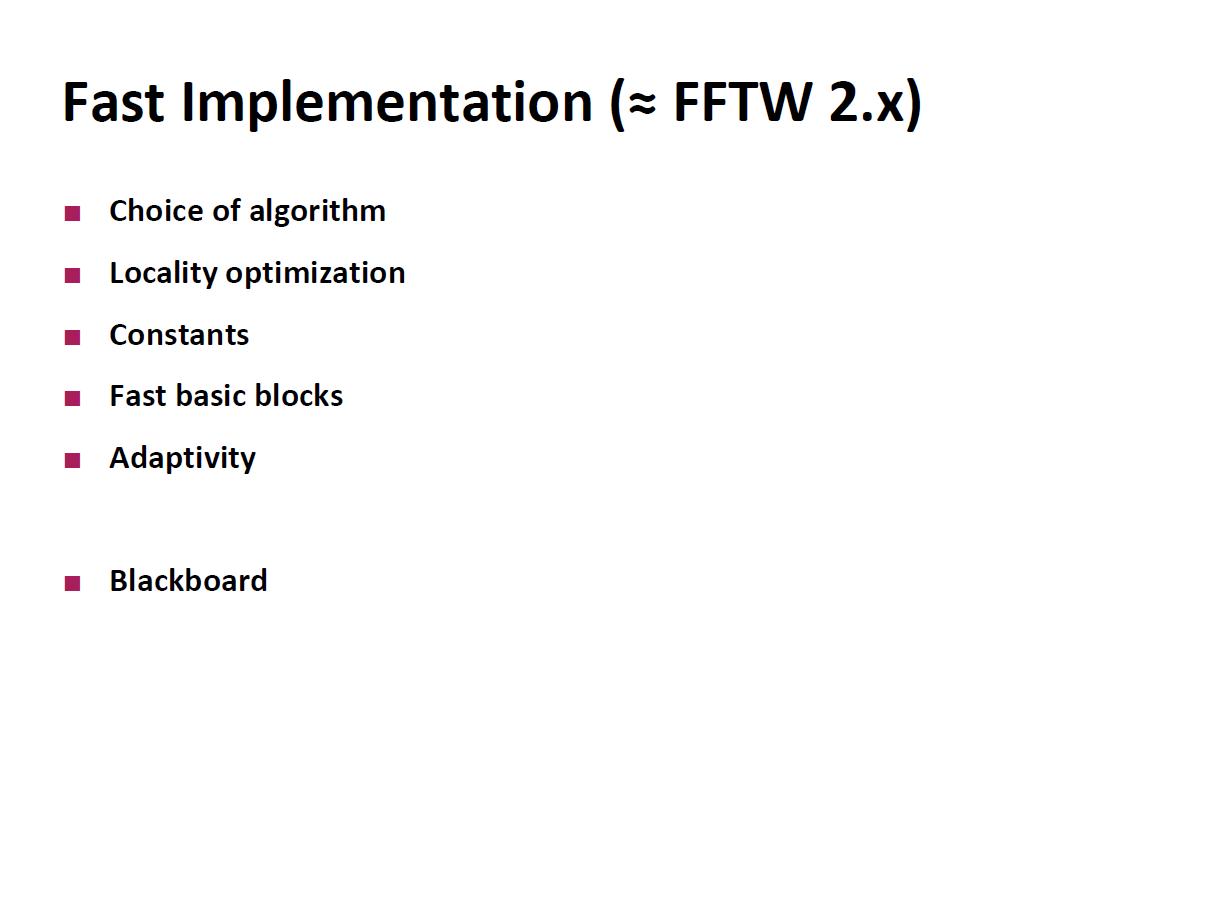 Fast Implementation (≈ FFTW 2.x)
■ Choice of algorithm
■ Locality optimization
■ Constants
■ Fast basic blocks
■ Adaptivity
■ Blackboard